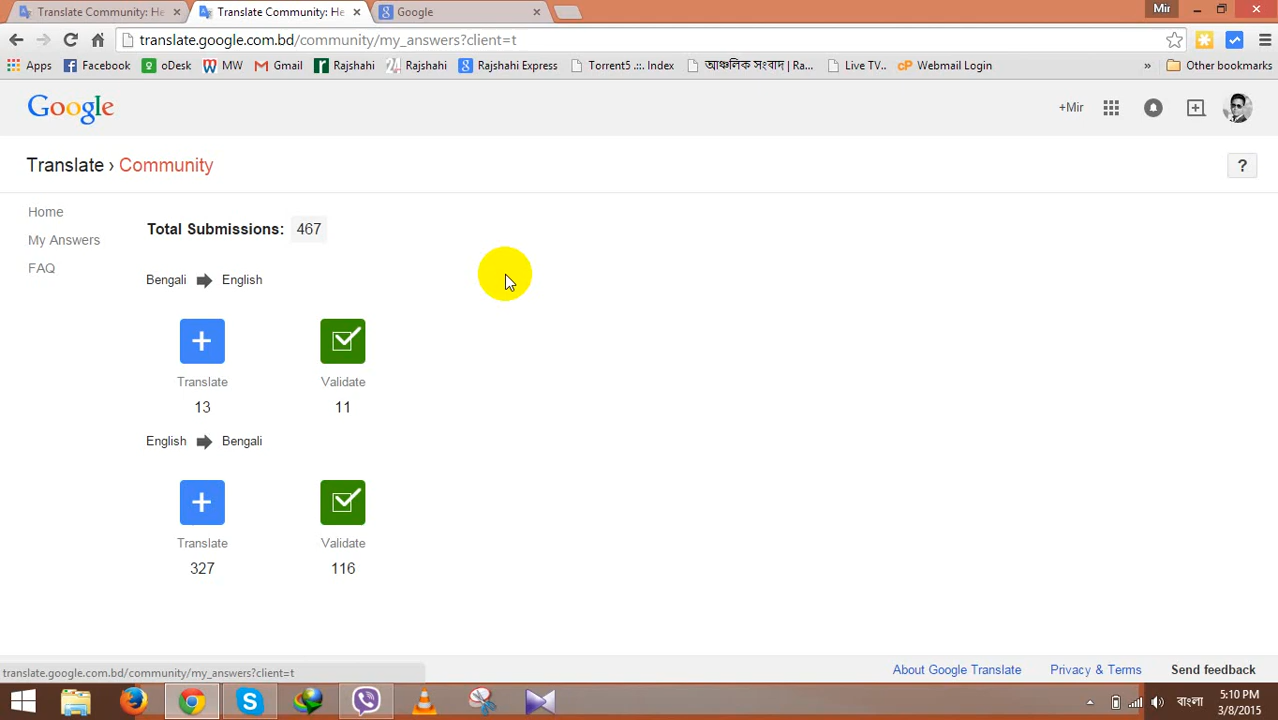 Translate Community: He
Translate Community: He
Google
Mir
translate.google.com.bd/community/my_answers?client=t
Apps
Facebook
oDesk
MW
Gmail
Rajshahi
Rajshahi
Rajshahi Express
Torrent5 .::. Index
আঞ্চলিক সংবাদ | Ra...
Live TV..
Webmail Login
»
Other bookmarks
Google
+Mir
Translate › Community
?
Home
My Answers
FAQ
Total Submissions: 467
Bengali English
Translate Validate
13 11
English Bengali
Translate Validate
327 116
translate.google.com.bd/community/my_answers?client=t
About Google Translate
Privacy & Terms
Send feedback
বাংলা
5:10 PM
3/8/2015